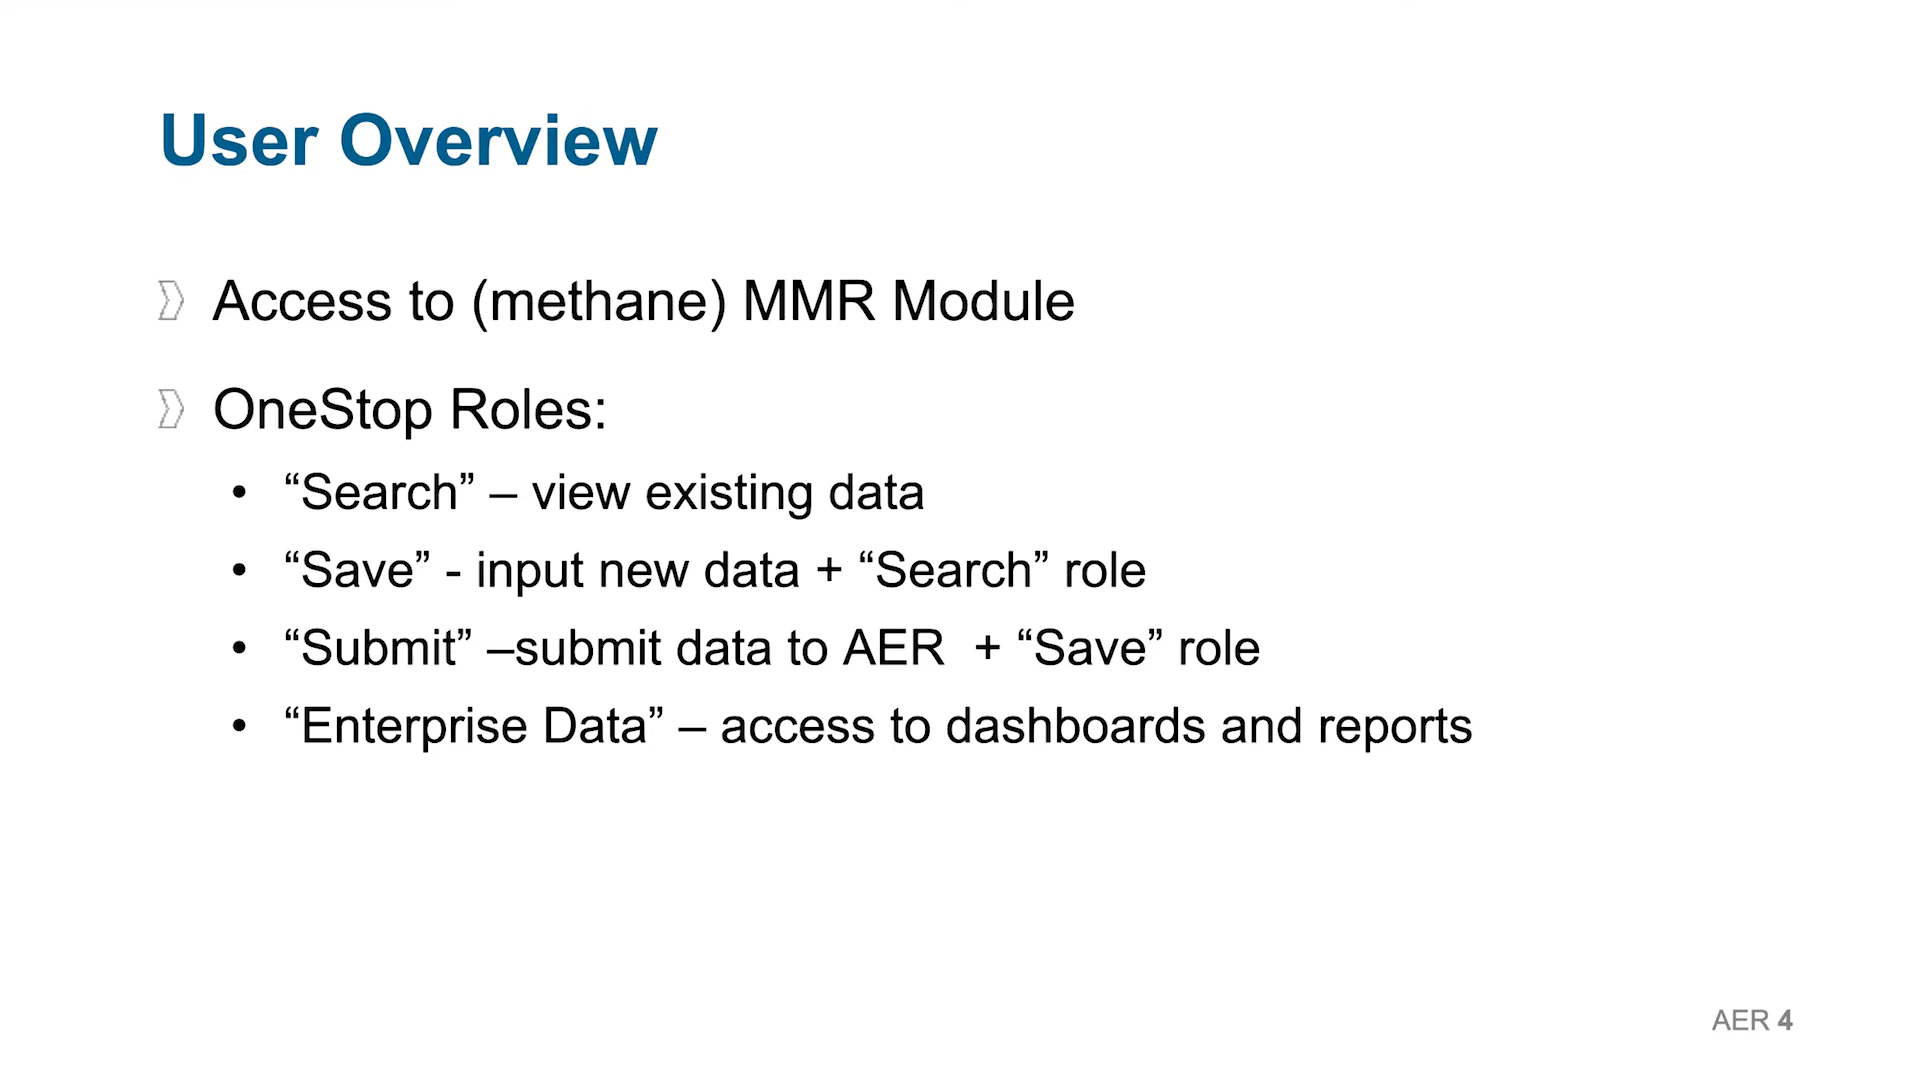 User Overview
Access to (methane) MMR Module
OneStop Roles:
• “Search” – view existing data
• “Save” - input new data + “Search” role
• “Submit” –submit data to AER  + “Save” role
• “Enterprise Data” – access to dashboards and reports
AER 4